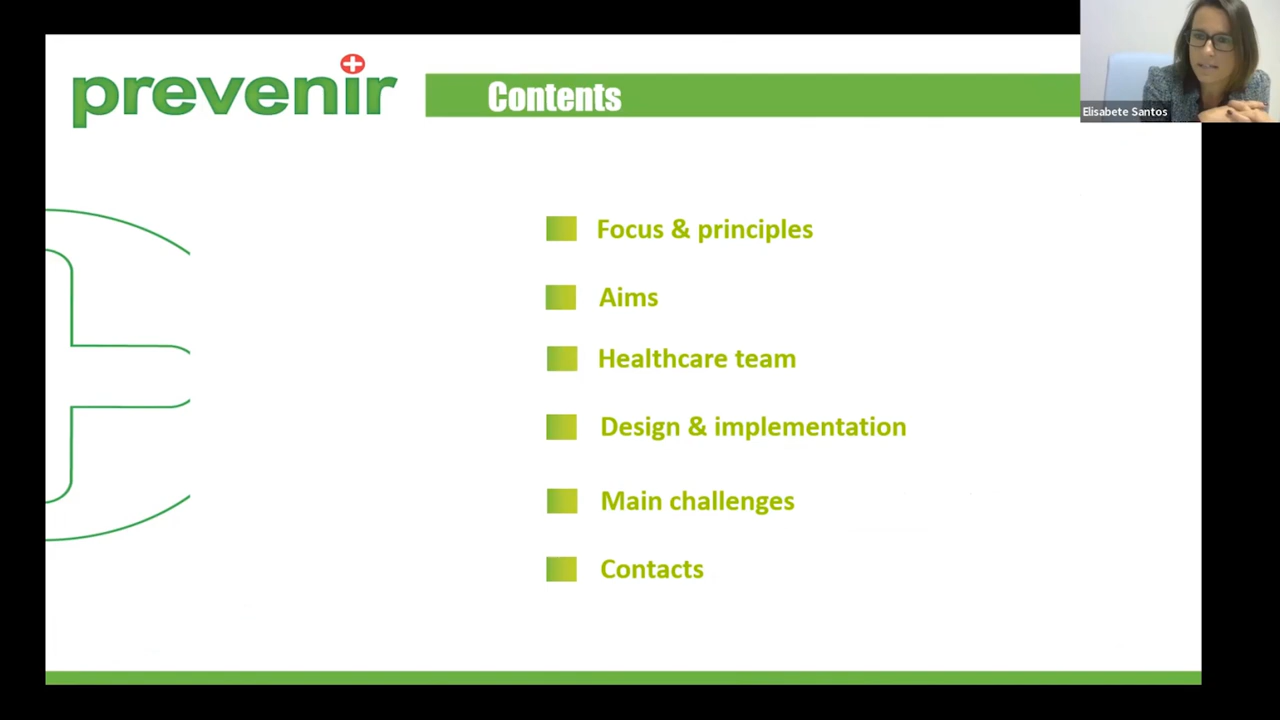 prevenir
Contents
Elisabete Santos
Focus & principles
Aims
Healthcare team
Design & implementation
Main challenges
Contacts